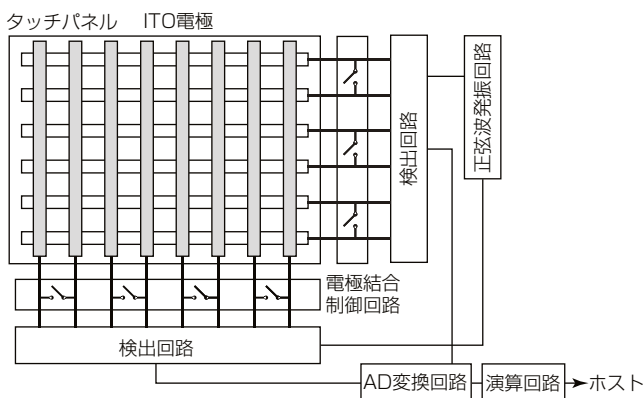 タッチパネル ITO電極
検出回路
正弦波発振回路
電極結合
制御回路
検出回路
AD変換回路
演算回路
ホスト